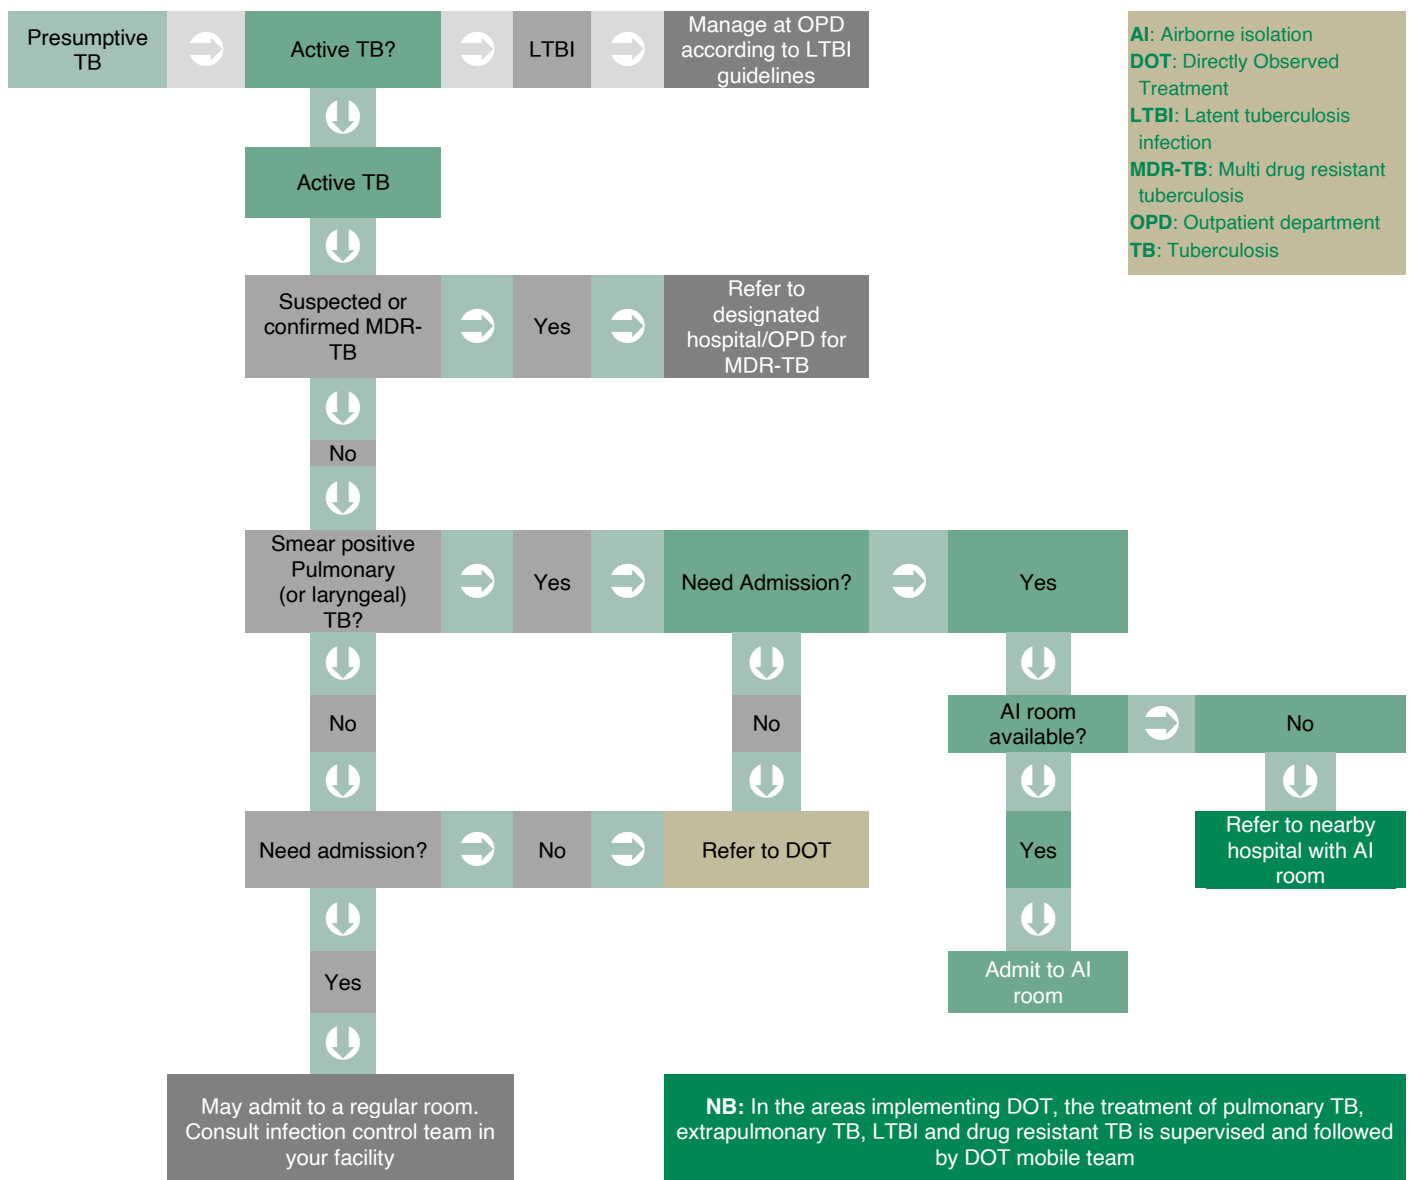 Presumptive
TB
Active TB?
LTBI
Manage at OPD
according to LTBI
guidelines
AI: Airborne isolation
DOT: Directly Observed
Treatment
LTBI: Latent tuberculosis
infection
MDR-TB: Multi drug resistant
tuberculosis
OPD: Outpatient department
TB: Tuberculosis
Active TB
Suspected or
confirmed MDR-
TB
Yes
Refer to
designated
hospital/OPD for
MDR-TB
No
Smear positive
Pulmonary
(or laryngeal)
TB?
Yes
Need Admission?
Yes
No
No
AI room
available?
No
Need admission?
No
Refer to DOT
Yes
Refer to nearby
hospital with AI
room
Yes
Admit to AI
room
May admit to a regular room.
Consult infection control team in
your facility
NB: In the areas implementing DOT, the treatment of pulmonary TB,
extrapulmonary TB, LTBI and drug resistant TB is supervised and followed
by DOT mobile team